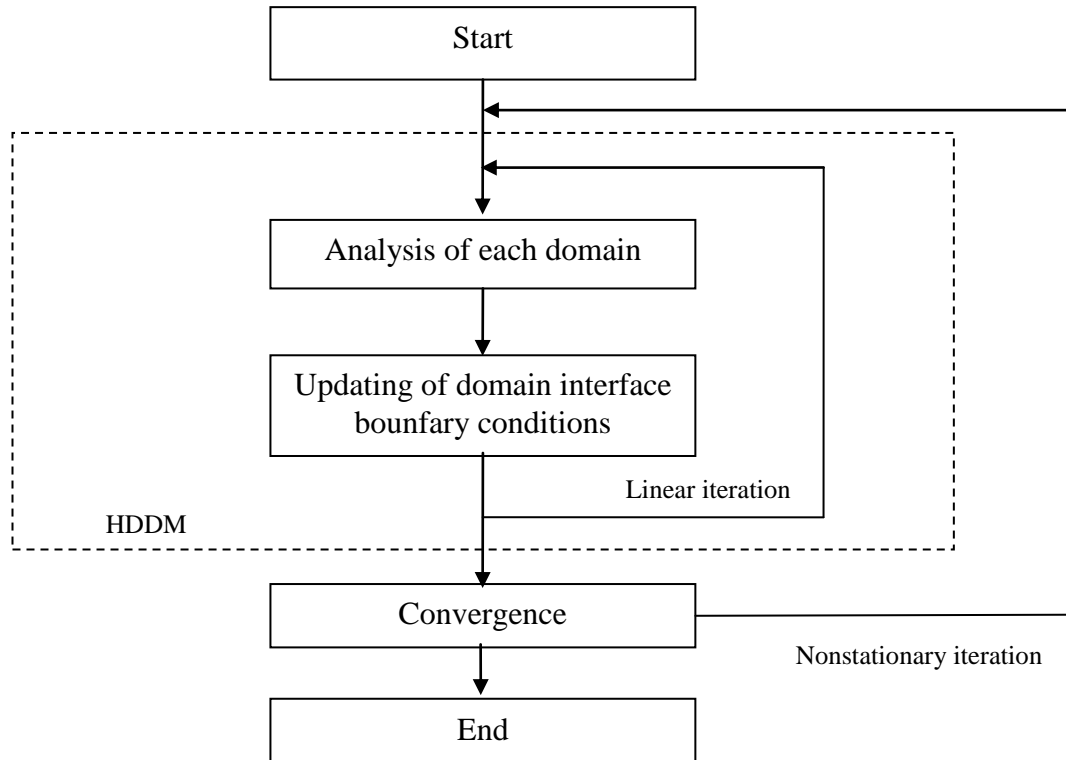 Start
Analysis of each domain
Updating of domain interface
bounfary conditions
Linear iteration
HDDM
Convergence
Nonstationary iteration
End